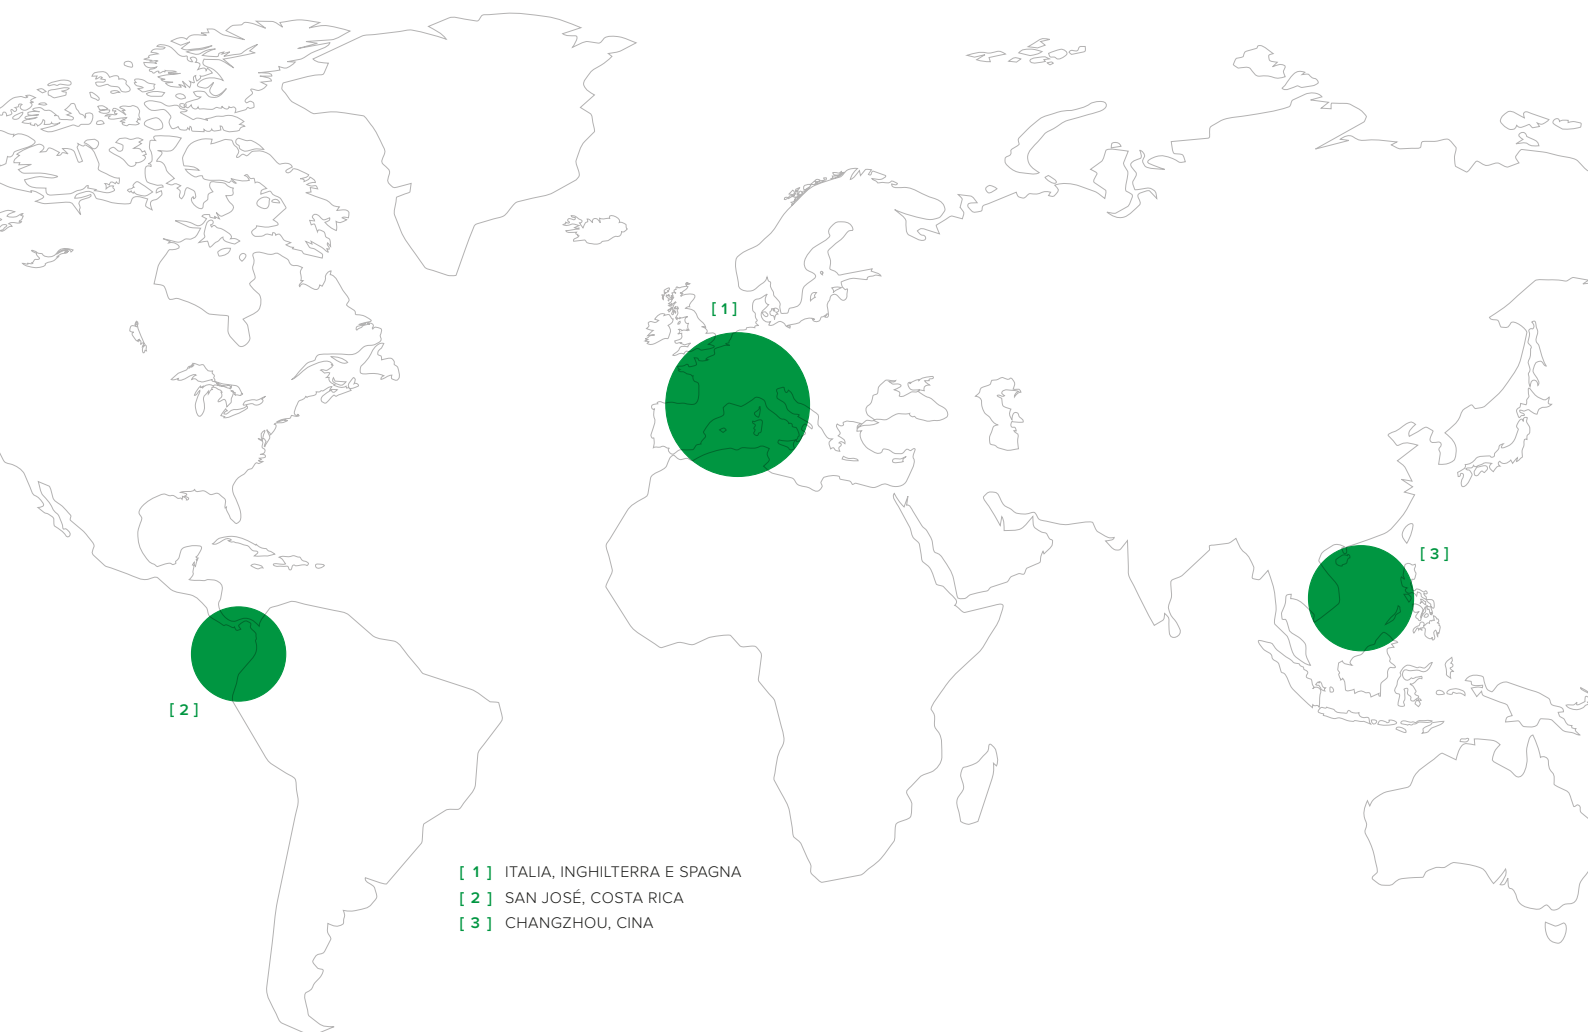 [ 1 ]
[ 3 ]
[ 2 ]
[ 1 ] ITALIA, INGHILTERRA E SPAGNA
[ 2 ] SAN JOSÉ, COSTA RICA
[ 3 ] CHANGZHOU, CINA